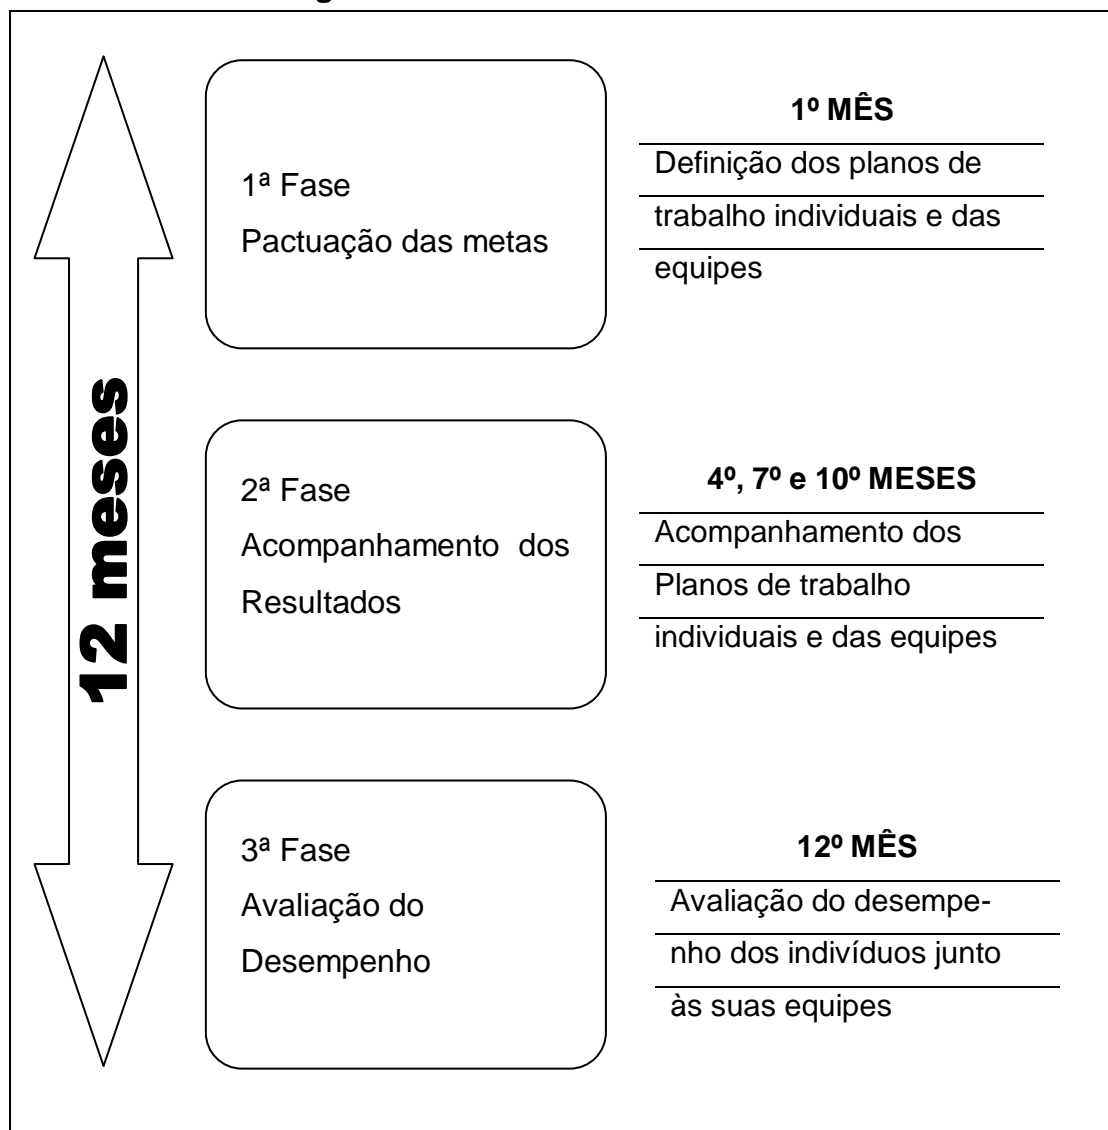 12 meses
1ª Fase
Pactuação das metas
1º MÊS
Definição dos planos de
trabalho individuais e das
equipes
2ª Fase
Acompanhamento dos
Resultados
4º, 7º e 10º MESES
Acompanhamento dos
Planos de trabalho
individuais e das equipes
3ª Fase
Avaliação do
Desempenho
12º MÊS
Avaliação do desempe-
nho dos indivíduos junto
às suas equipes